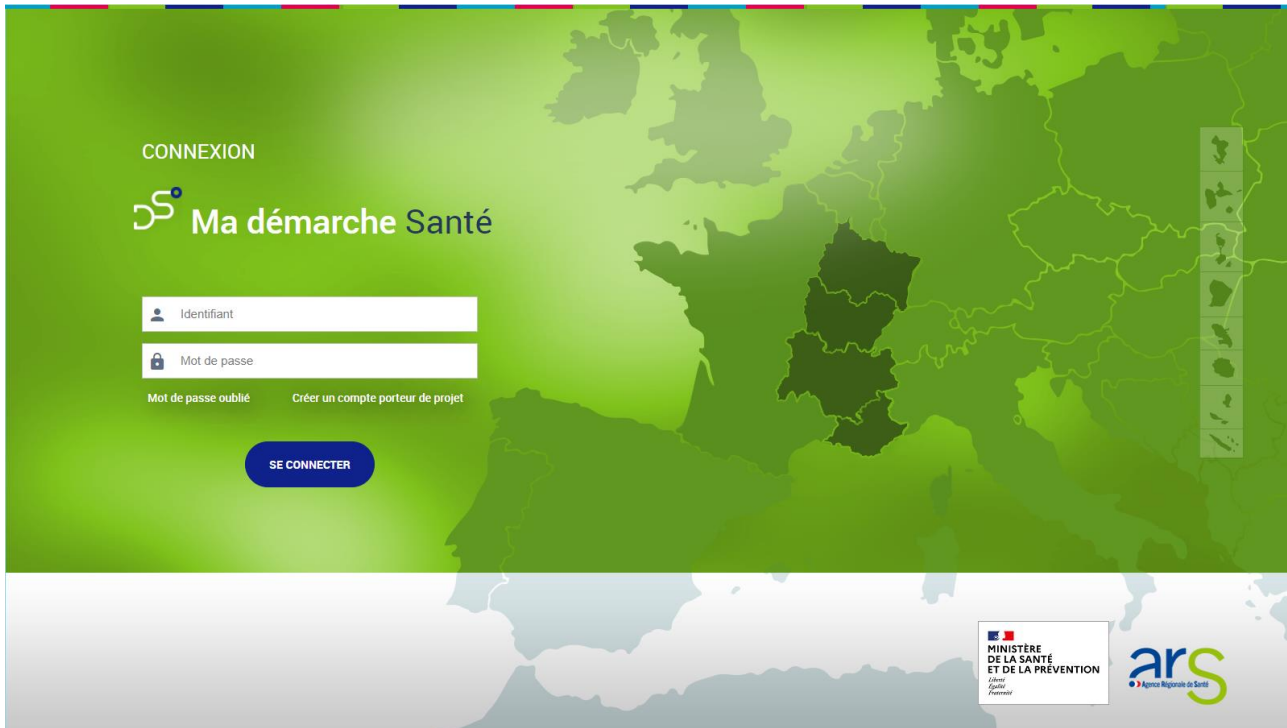 CONNEXION
DS°
Ma démarche Santé
Identifiant
Mot de passe
Mot de passe oublié
Créer un compte porteur de projet
SE CONNECTER
MINISTÈRE
DE LA SANTÉ
ET DE LA PRÉVENTION
Liberté
Égalité
Fraternité
ars
Agence Régionale de Santé